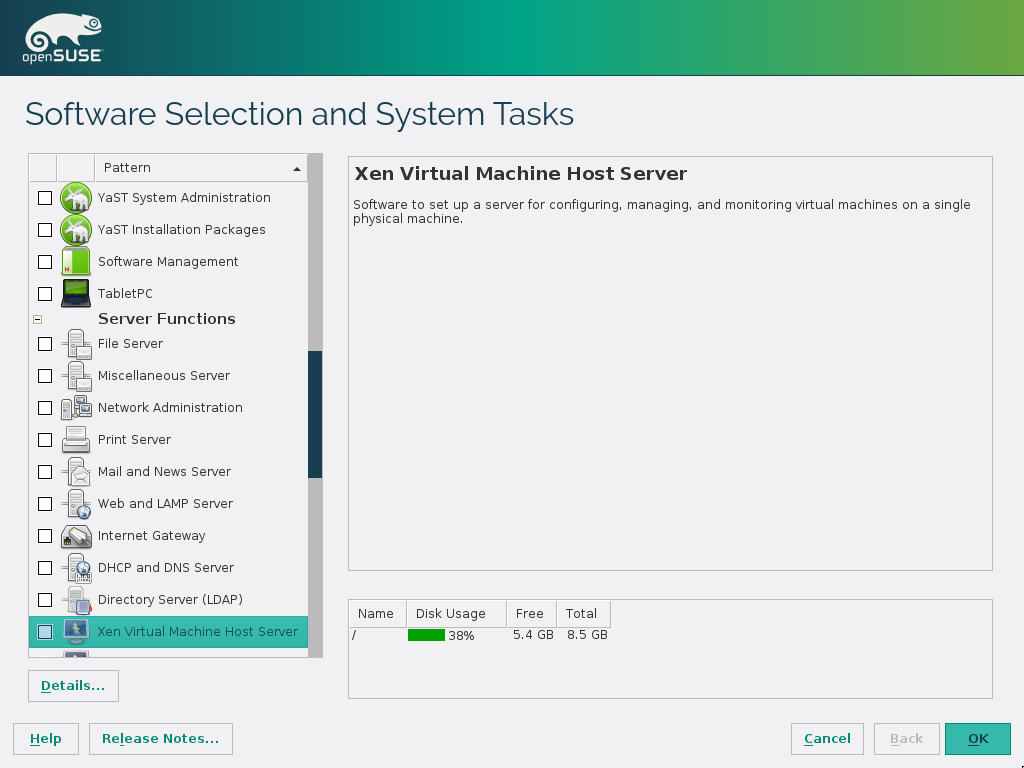 openSUSE
Software Selection and System Tasks
Pattern
YaST System Administration
YaST Installation Packages
Software Management
TabletPC
Server Functions
File Server
Miscellaneous Server
Network Administration
Print Server
Mail and News Server
Web and LAMP Server
Internet Gateway
DHCP and DNS Server
Directory Server (LDAP)
Xen Virtual Machine Host Server
Details...
Xen Virtual Machine Host Server
Software to set up a server for configuring, managing, and monitoring virtual machines on a single
physical machine.
Name Disk Usage Free Total
/ 38% 5.4 GB 8.5 GB
Help Release Notes... Cancel Back OK